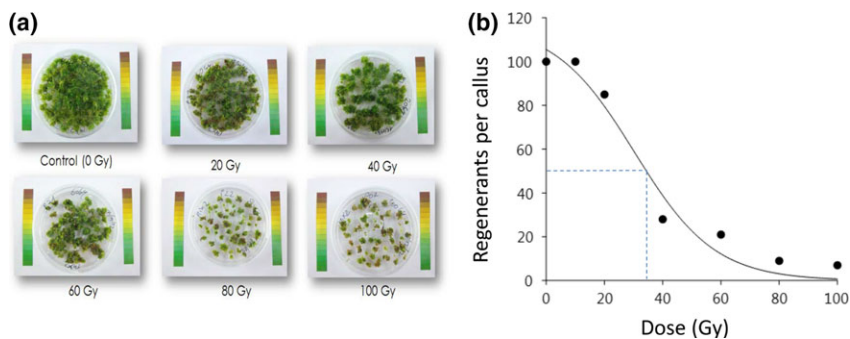 (a)
Control (0 Gy)
20 Gy
40 Gy
60 Gy
80 Gy
100 Gy
(b)
Regenerants per callus
120
100
80
60
40
20
0
0 20 40 60 80 100
Dose (Gy)